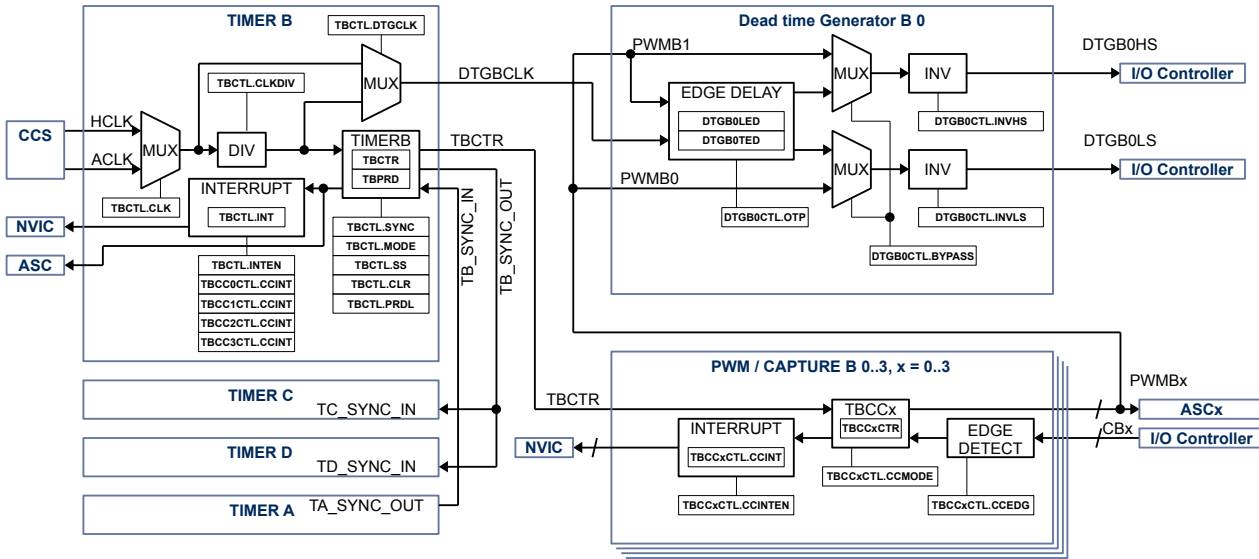 TIMER B
TBCTL.DTGCLK
MUX
TBCTL.CLKDIV
CCS
HCLK
ACLK
MUX
DIV
TBCTL.CLK
TIMERB
TBCTR
TBPRD
INTERRUPT
TBCTL.INT
NVIC
ASC
TBCTL.INTEN
TBCC0CTL.CCINT
TBCC1CTL.CCINT
TBCC2CTL.CCINT
TBCC3CTL.CCINT
TBCTL.SYNC
TBCTL.MODE
TBCTL.SS
TBCTL.CLR
TBCTL.PRDL
DTGBCLK
TBCTR
TB_SYNC_IN
TB_SYNC_OUT
Dead time Generator B 0
PWMB1
EDGE DELAY
DTGB0LED
DTGB0TED
PWMB0
DTGB0CTL.OTP
MUX
MUX
INV
DTGB0CTL.INVHS
INV
DTGB0CTL.INVLS
DTGB0CTL.BYPASS
DTGB0HS
I/O Controller
DTGB0LS
I/O Controller
TIMER C
TC_SYNC_IN
TIMER D
TD_SYNC_IN
TIMER A
TA_SYNC_OUT
PWM / CAPTURE B 0..3, x = 0..3
TBCTR
NVIC
INTERRUPT
TBCCxCTL.CCINT
TBCCxCTL.CCINTEN
TBCCx
TBCCxCTR
TBCCxCTL.CCMODE
EDGE
DETECT
TBCCxCTL.CCEDG
PWMBx
ASCx
CBx
I/O Controller